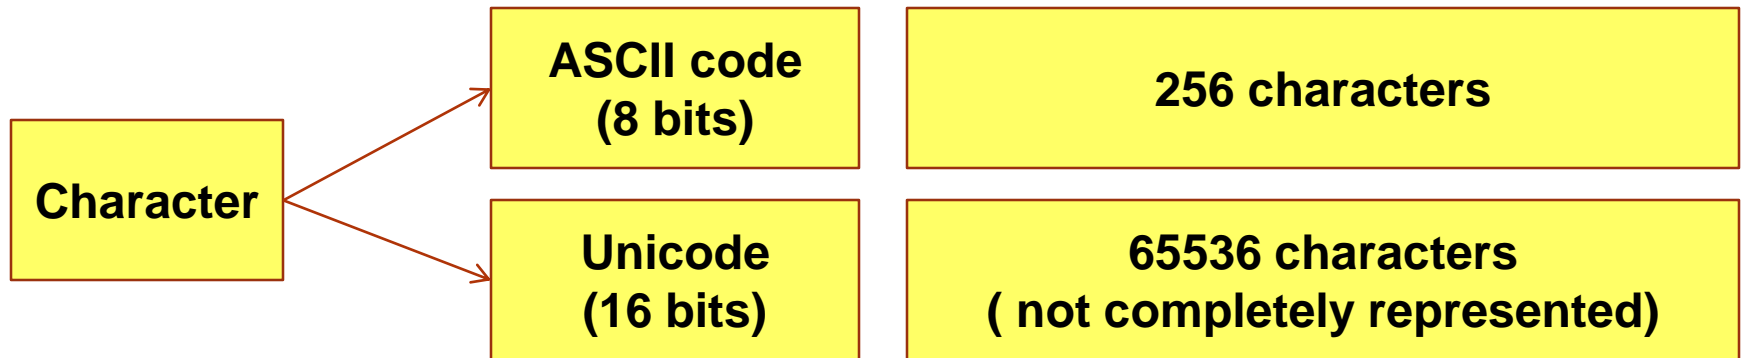 ASCII code
(8 bits)
256 characters
Character
Unicode
(16 bits)
65536 characters
( not completely represented)